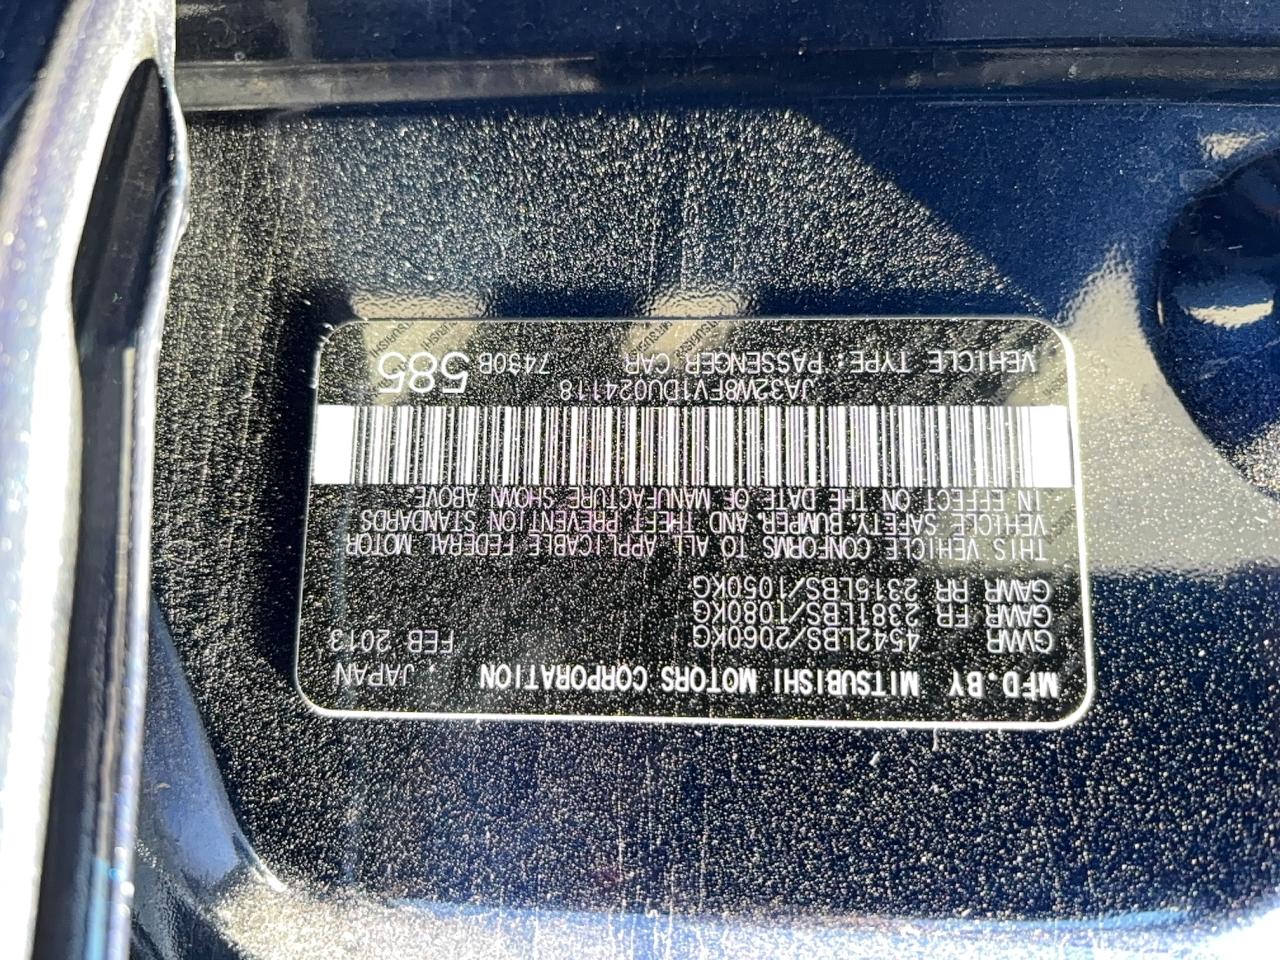 MFD.BY MITSUBISHI MOTORS CORPORATION JAPAN
GVWR 4542LBS/2060KG FEB 2013
GAWR FR 2381LBS/1080KG
GAWR RR 2315LBS/1050KG
THIS VEHICLE CONFORMS TO ALL APPLICABLE FEDERAL MOTOR
VEHICLE SAFETY, BUMPER AND THEFT PREVENTION STANDARDS
IN EFFECT ON THE DATE OF MANUFACTURE SHOWN ABOVE
JA32W8FV1DU024118
VEHICLE TYPE: PASSENGER CAR 7430B 585